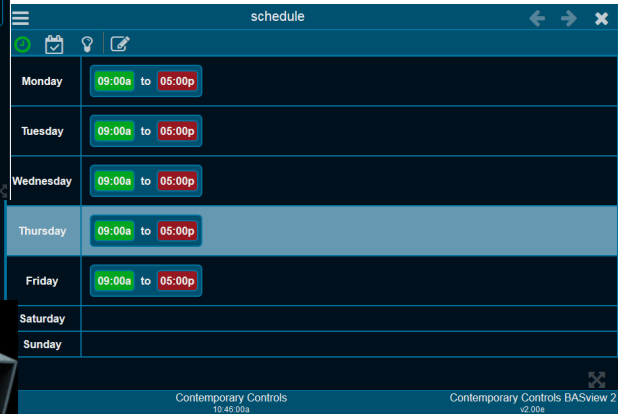 schedule
Monday 09:00a to 05:00p
Tuesday 09:00a to 05:00p
Wednesday 09:00a to 05:00p
Thursday 09:00a to 05:00p
Friday 09:00a to 05:00p
Saturday
Sunday
Contemporary Controls Contemporary Controls BASview 2
10:46:00a v2.00e